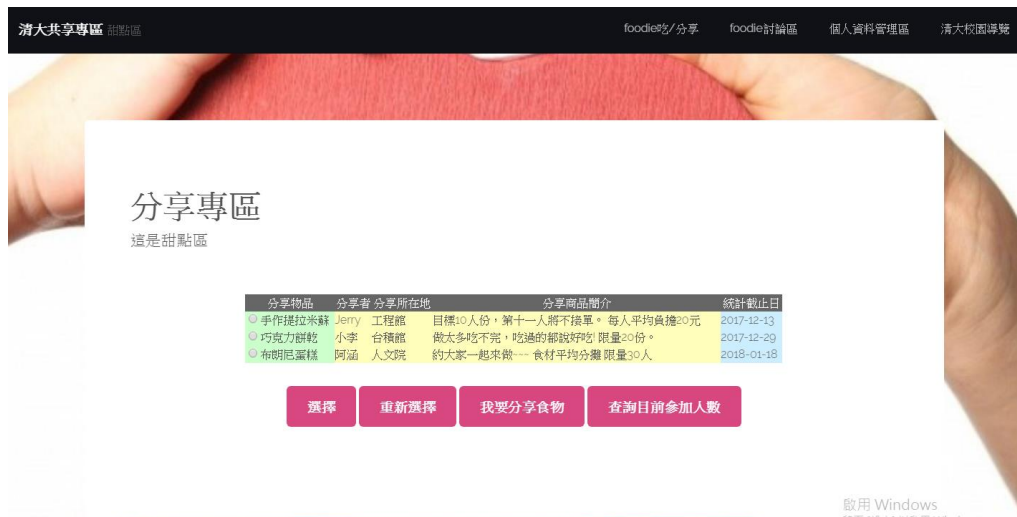 清大共享專區 甜點區 foodie吃/分享 foodie討論區 個人資料管理區 清大校園導覽
分享專區
這是甜點區
分享物品 分享者 分享所在地 分享商品簡介 統計截止日
手作提拉米蘇 Jerry 工程館 目標10人份，第十一人將不接單。 每人平均負擔20元 2017-12-13
巧克力餅乾 小李 台積館 做太多吃不完，吃過的都說好吃! 限量20份。 2017-12-29
布朗尼蛋糕 阿涵 人文院 約大家一起來做--- 食材平均分攤 限量30人 2018-01-18
選擇 重新選擇 我要分享食物 查詢目前參加人數
啟用 Windows